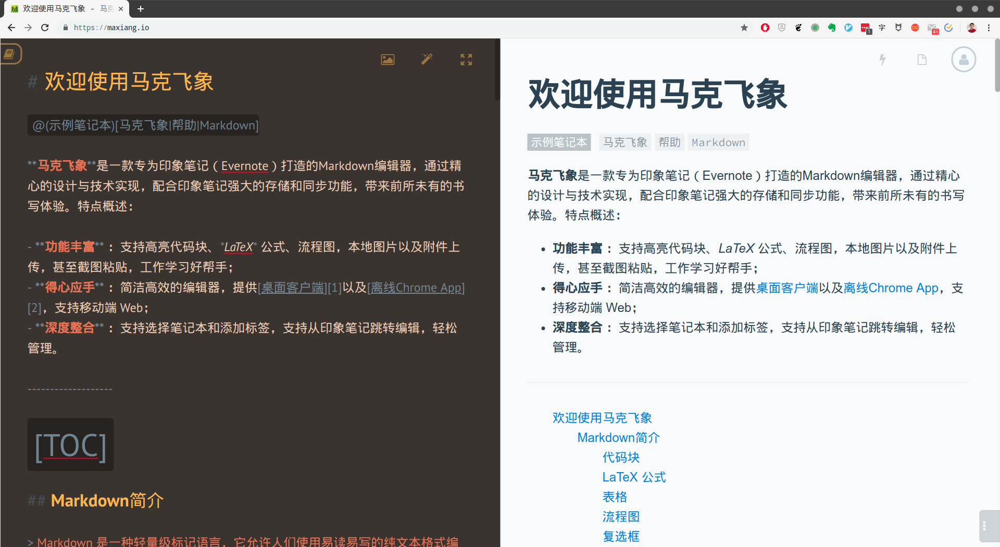 欢迎使用马克飞象 - 马克
https://maxiang.io
1
字
45
# 欢迎使用马克飞象
@(示例笔记本)[马克飞象|帮助|Markdown]
**马克飞象**是一款专为印象笔记（Evernote）打造的Markdown编辑器，通过精
心的设计与技术实现，配合印象笔记强大的存储和同步功能，带来前所未有的书
写体验。特点概述：
- **功能丰富** ：支持高亮代码块、*LaTeX* 公式、流程图，本地图片以及附件上
传，甚至截图粘贴，工作学习好帮手；
- **得心应手** ：简洁高效的编辑器，提供[桌面客户端][1]以及[离线Chrome App]
[2]，支持移动端 Web；
- **深度整合** ：支持选择笔记本和添加标签，支持从印象笔记跳转编辑，轻松
管理。
-------------------
[TOC]
## Markdown简介
> Markdown 是一种轻量级标记语言，它允许人们使用易读易写的纯文本格式编
欢迎使用马克飞象
示例笔记本 马克飞象 帮助 Markdown
马克飞象是一款专为印象笔记（Evernote）打造的Markdown编辑器，通过精心
的设计与技术实现，配合印象笔记强大的存储和同步功能，带来前所未有的书写
体验。特点概述：
• 功能丰富 ：支持高亮代码块、LaTeX 公式、流程图，本地图片以及附件上
传，甚至截图粘贴，工作学习好帮手；
• 得心应手 ：简洁高效的编辑器，提供桌面客户端以及离线Chrome App，支
持移动端 Web；
• 深度整合 ：支持选择笔记本和添加标签，支持从印象笔记跳转编辑，轻松
管理。
欢迎使用马克飞象
Markdown简介
代码块
LaTeX 公式
表格
流程图
复选框